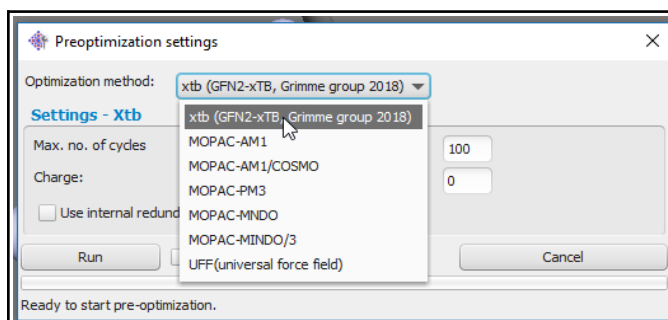 Preoptimization settings
Optimization method:
xtb (GFN2-xTB, Grimme group 2018)
Settings - Xtb
xtb (GFN2-xTB, Grimme group 2018)
Max. no. of cycles
MOPAC-AM1
100
MOPAC-AM1/COSMO
Charge:
0
MOPAC-PM3
Use internal redund
MOPAC-MNDO
MOPAC-MINDO/3
Run
UFF(universal force field)
Cancel
Ready to start pre-optimization.